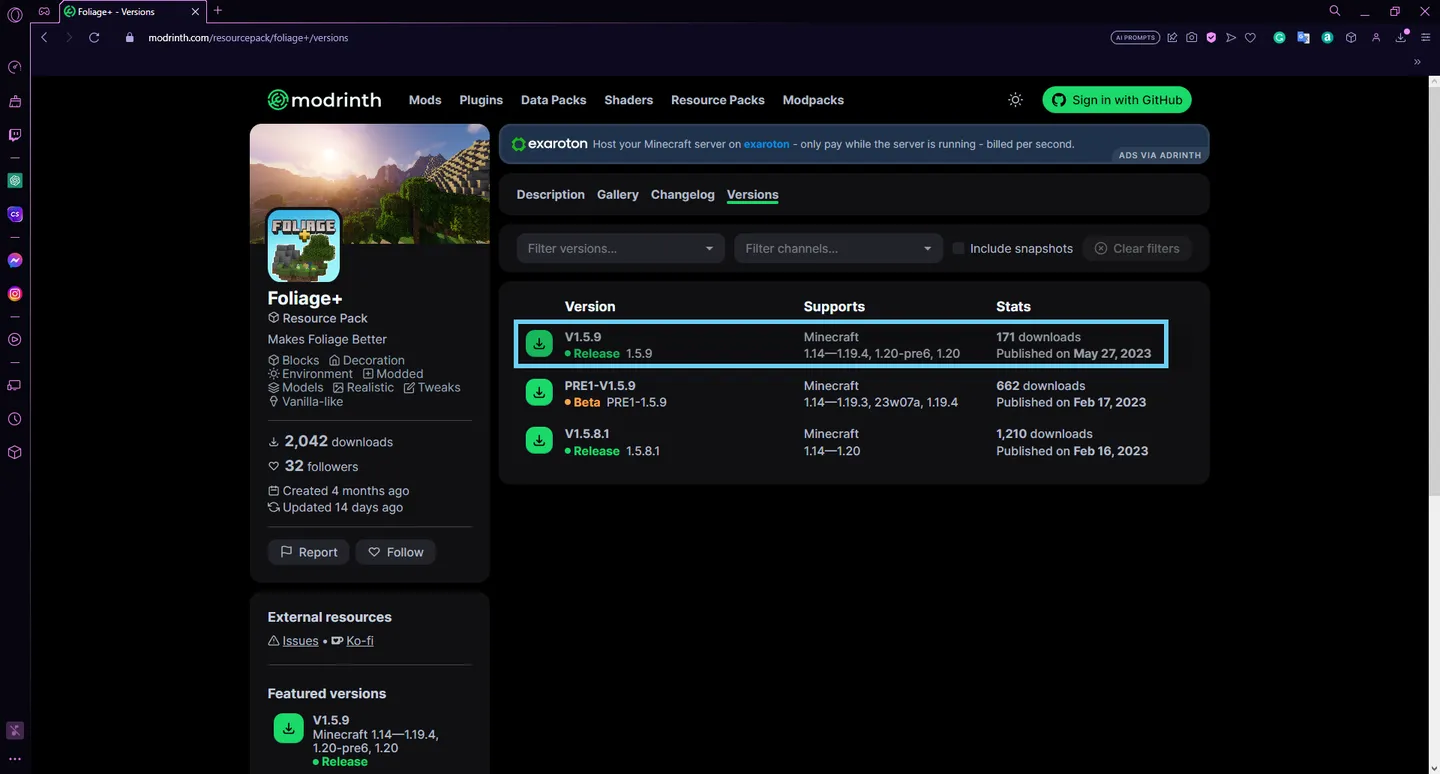 Foliage+ - Versions
modrinth.com/resourcepack/foliage+/versions
AI PROMPTS
modrinth
Mods
Plugins
Data Packs
Shaders
Resource Packs
Modpacks
Sign in with GitHub
FOLIAGE
+
Foliage+
Resource Pack
Makes Foliage Better
Blocks Decoration
Environment Modded
Models Realistic Tweaks
Vanilla-like
2,042 downloads
32 followers
Created 4 months ago
Updated 14 days ago
Report
Follow
External resources
Issues • Ko-fi
Featured versions
V1.5.9
Minecraft 1.14—1.19.4,
1.20-pre6, 1.20
Release
exaroton Host your Minecraft server on exaroton - only pay while the server is running - billed per second.
ADS VIA ADRINTH
Description
Gallery
Changelog
Versions
Filter versions...
Filter channels...
Include snapshots
Clear filters
Version Supports Stats
V1.5.9 Minecraft 171 downloads
Release 1.5.9 1.14—1.19.4, 1.20-pre6, 1.20 Published on May 27, 2023
PRE1-V1.5.9 Minecraft 662 downloads
Beta PRE1-1.5.9 1.14—1.19.3, 23w07a, 1.19.4 Published on Feb 17, 2023
V1.5.8.1 Minecraft 1,210 downloads
Release 1.5.8.1 1.14—1.20 Published on Feb 16, 2023
CS